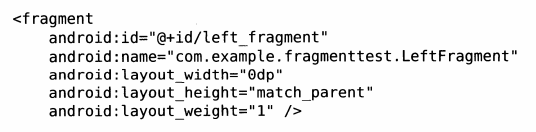 <fragment
    android:id="@+id/left_fragment"
    android:name="com.example.fragmenttest.LeftFragment"
    android:layout_width="0dp"
    android:layout_height="match_parent"
    android:layout_weight="1" />